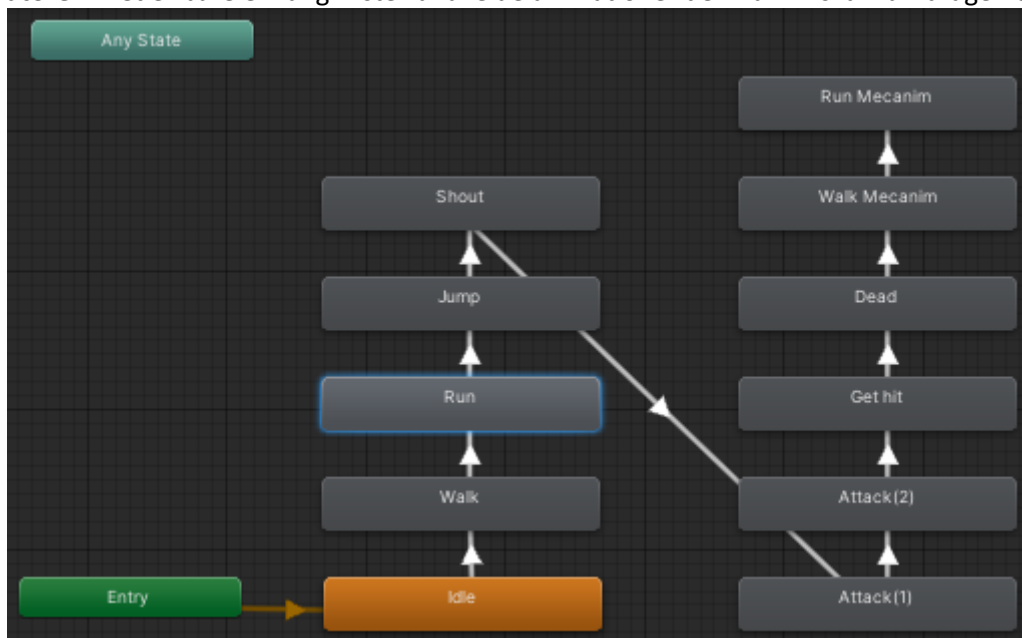 Any State
Run Mecanim
Shout
Walk Mecanim
Jump
Dead
Run
Get hit
Walk
Attack(2)
Entry
Idle
Attack(1)